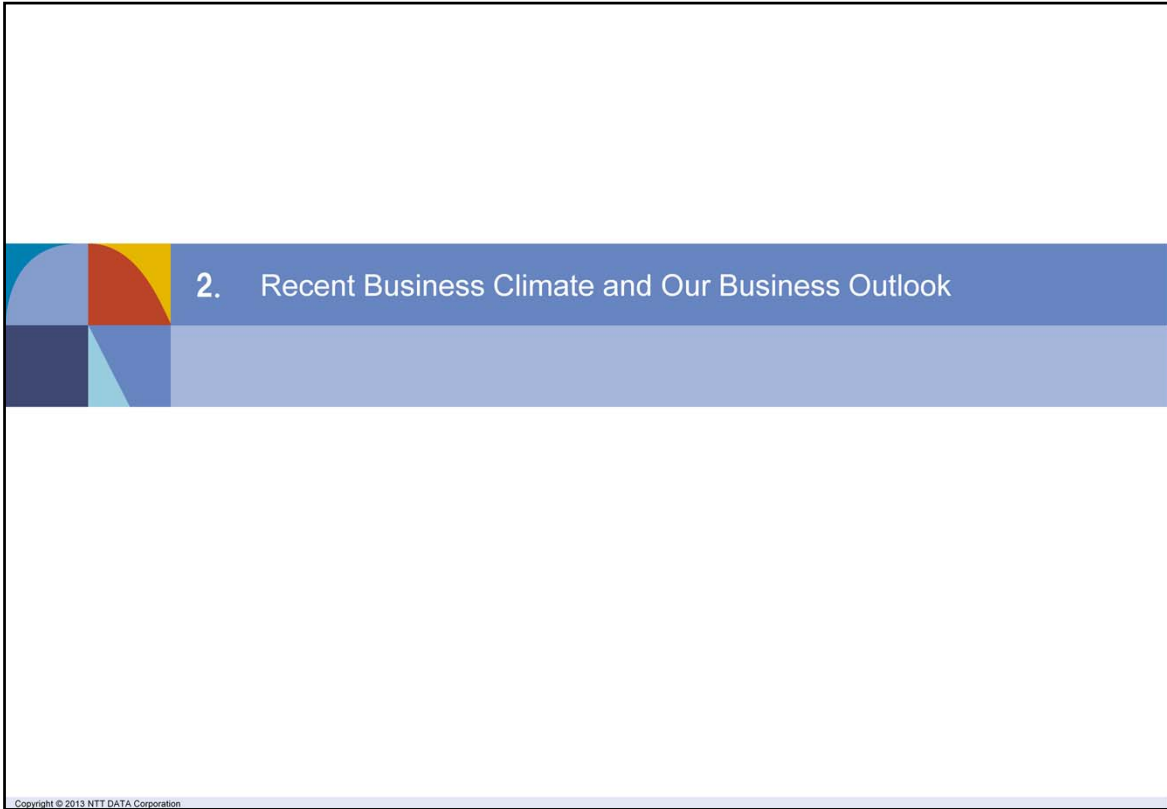 2. Recent Business Climate and Our Business Outlook
Copyright © 2013 NTT DATA Corporation